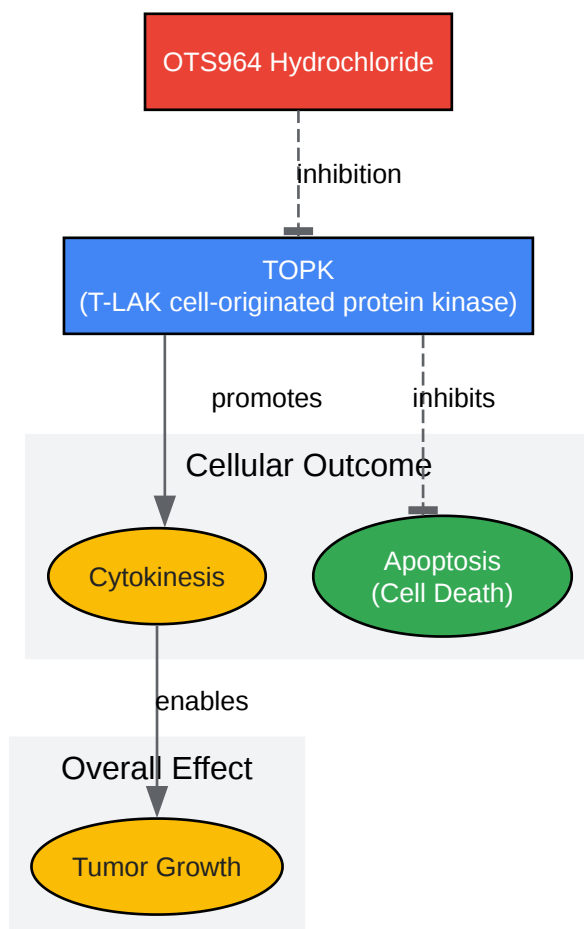 OTS964 Hydrochloride
inhibition
TOPK
(T-LAK cell-originated protein kinase)
promotes
inhibits
Cellular Outcome
Cytokinesis
Apoptosis
(Cell Death)
enables
Overall Effect
Tumor Growth